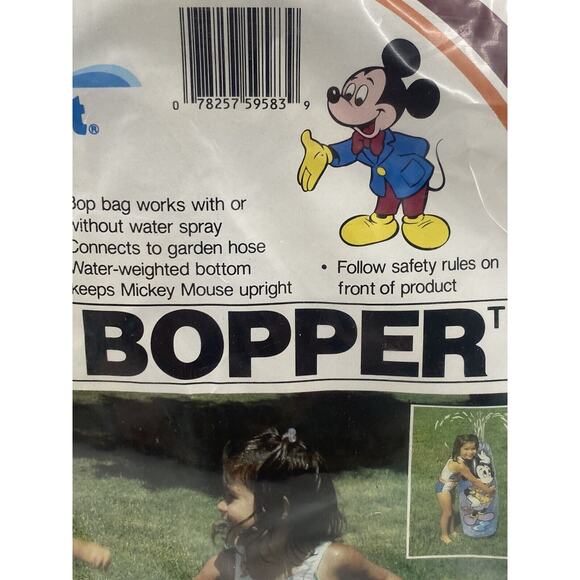 0 78257 59583 9
t®
Bop bag works with or
without water spray
Connects to garden hose
Water-weighted bottom
keeps Mickey Mouse upright
• Follow safety rules on
front of product
BOPPER T